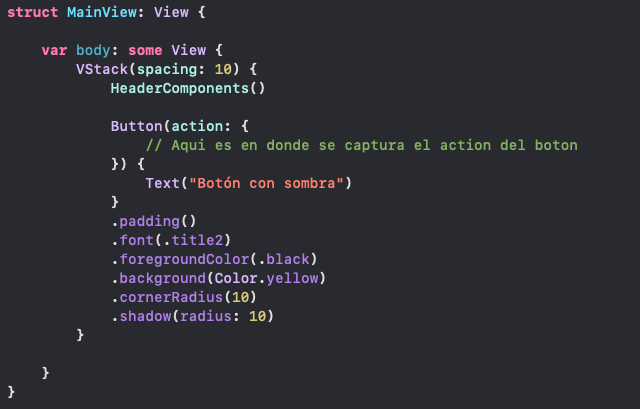 struct MainView: View {
    var body: some View {
        VStack(spacing: 10) {
            HeaderComponents()
            Button(action: {
                // Aqui es en donde se captura el action del boton
            }) {
                Text("Botón con sombra")
            }
            .padding()
            .font(.title2)
            .foregroundColor(.black)
            .background(Color.yellow)
            .cornerRadius(10)
            .shadow(radius: 10)
        }
    }
}